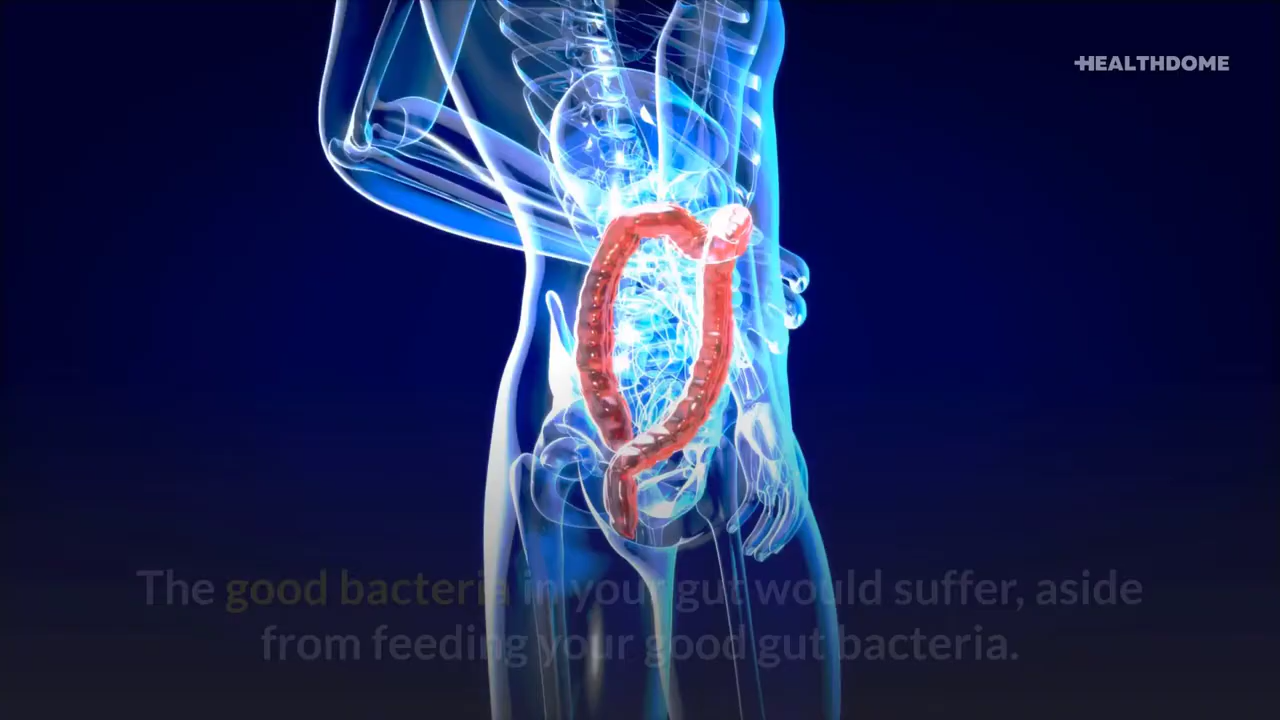 HEALTHDOME
The good bacteria in your gut would suffer, aside
from feeding your good gut bacteria.